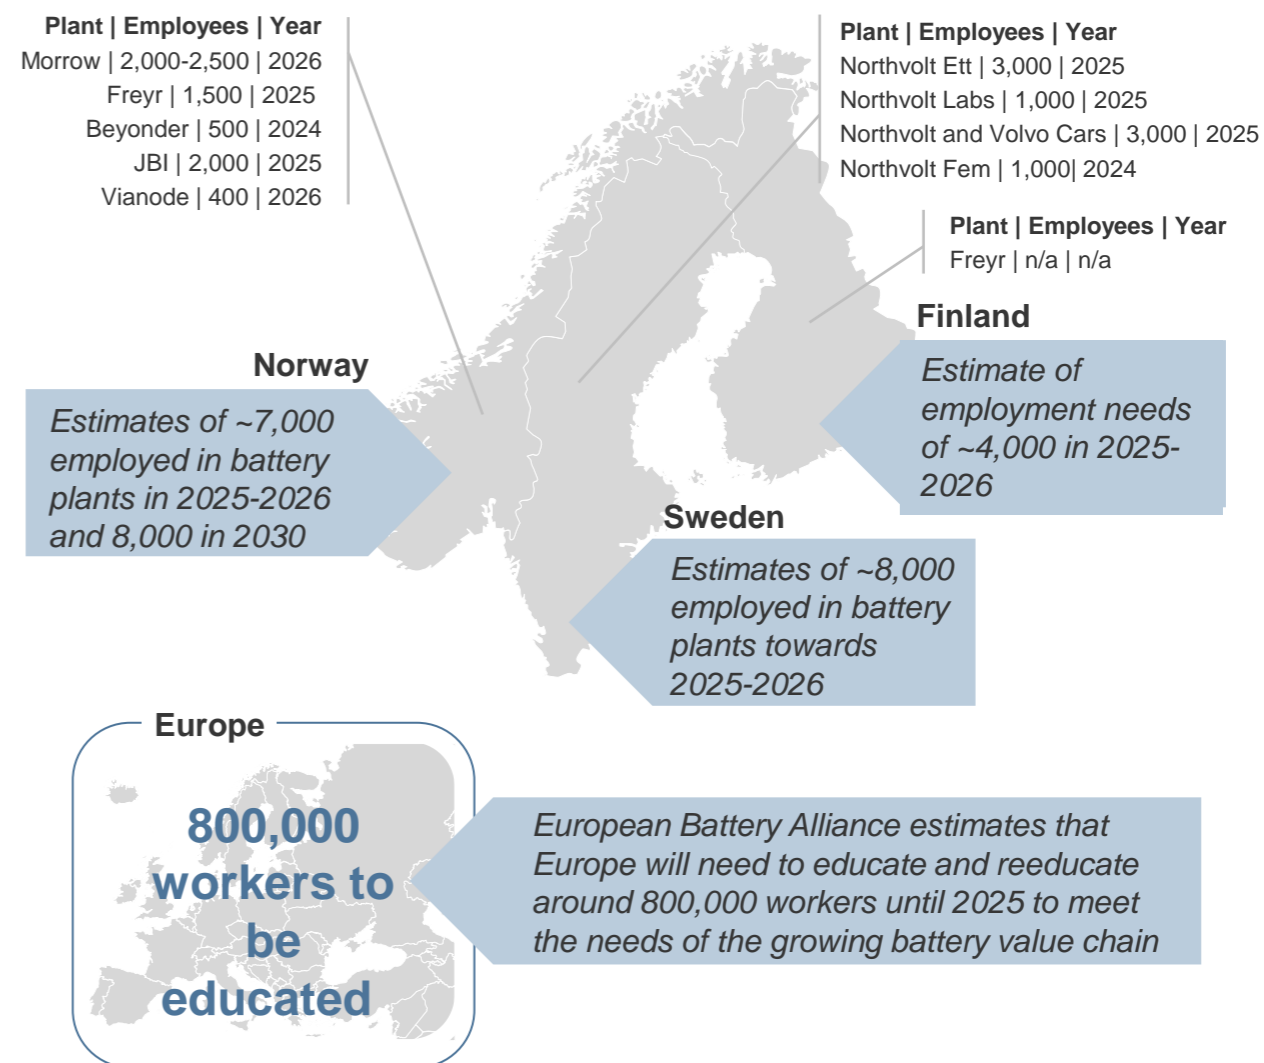 Plant | Employees | Year
Morrow | 2,000-2,500 | 2026
Freyr | 1,500 | 2025
Beyonder | 500 | 2024
JBI | 2,000 | 2025
Vianode | 400 | 2026
Plant | Employees | Year
Northvolt Ett | 3,000 | 2025
Northvolt Labs | 1,000 | 2025
Northvolt and Volvo Cars | 3,000 | 2025
Northvolt Fem | 1,000| 2024
Plant | Employees | Year
Freyr | n/a | n/a
Finland
Estimate of
employment needs
of ~4,000 in 2025-
2026
Norway
Estimates of ~7,000
employed in battery
plants in 2025-2026
and 8,000 in 2030
Sweden
Estimates of ~8,000
employed in battery
plants towards
2025-2026
Europe
800,000
workers to
be
educated
European Battery Alliance estimates that
Europe will need to educate and reeducate
around 800,000 workers until 2025 to meet
the needs of the growing battery value chain